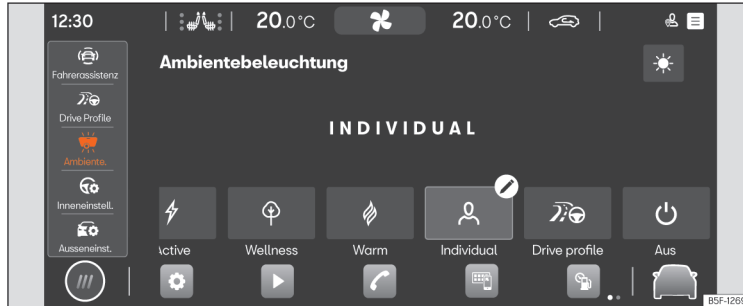 12:30 20.0°C 20.0°C
Ambientebeleuchtung
Fahrerassistenz
Drive Profile
Ambiente.
Inneneinstell.
Ausseneinst.
INDIVIDUAL
Active Wellness Warm Individual Drive profile Aus
B5F-1269